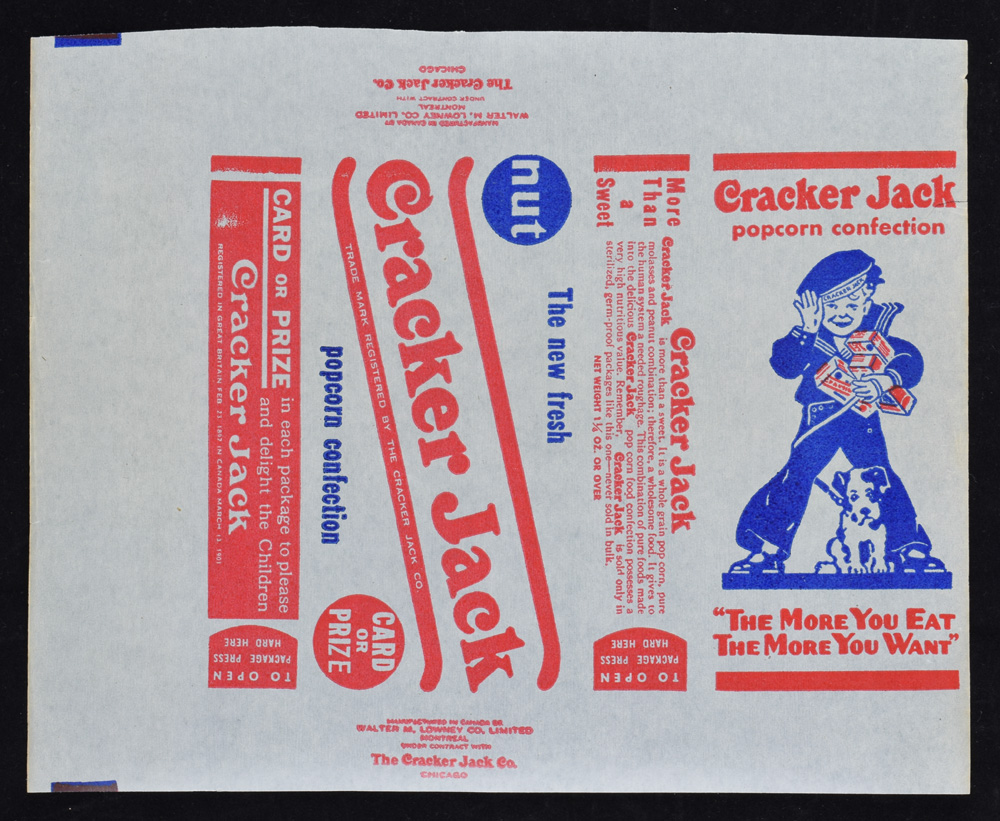 The Cracker Jack Co.
CHICAGO
UNDER CONTRACT WITH
MONTREAL
WALTER M. LOWNEY CO. LIMITED
MANUFACTURED IN CANADA BY
Cracker Jack
popcorn confection
CRACKER JACK
"THE MORE YOU EAT
THE MORE YOU WANT"
More
Than
a
Sweet
Cracker Jack
Cracker Jack is more than a sweet. It is a whole grain pop corn, pure
molasses and peanut combination; therefore, a wholesome food. It gives to
the human system a needed roughage. This combination of pure foods made
into the delicious Cracker Jack pop corn food confection possesses a
very high nutritious value. Remember, Cracker Jack is sold only in
sterilized, germ-proof packages like this one—never sold in bulk.
NET WEIGHT 1½ OZ. OR OVER
TO OPEN
PACKAGE PRESS
HARD HERE
nut
The new fresh
Cracker Jack
TRADE MARK REGISTERED BY THE CRACKER JACK CO.
popcorn confection
CARD
OR
PRIZE
CARD OR PRIZE in each package to please
and delight the Children
Cracker Jack
REGISTERED IN GREAT BRITAIN FEB. 21, 1897 IN CANADA MARCH 13, 1901
TO OPEN
PACKAGE PRESS
HARD HERE
MANUFACTURED IN CANADA BY
WALTER M. LOWNEY CO. LIMITED
MONTREAL
UNDER CONTRACT WITH
The Cracker Jack Co.
CHICAGO